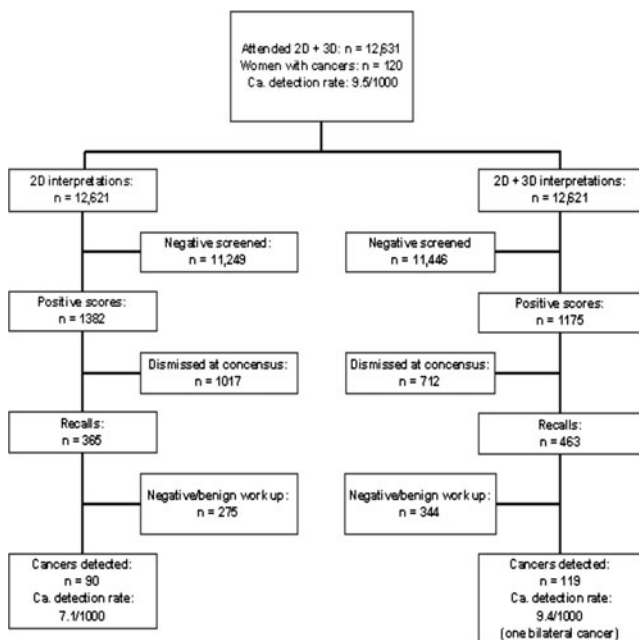 Attended 2D + 3D: n = 12,631
Women with cancers: n = 120
Ca. detection rate: 9.5/1000
2D interpretations:
n = 12,621
2D + 3D interpretations:
n = 12,621
Negative screened:
n = 11,249
Negative screened
n = 11,446
Positive scores:
n = 1382
Positive scores:
n = 1175
Dismissed at concensus:
n = 1017
Dismissed at concensus:
n = 712
Recalls:
n = 365
Recalls:
n = 463
Negative/benign work up:
n = 275
Negative/benign work up:
n = 344
Cancers detected:
n = 90
Ca. detection rate:
7.1/1000
Cancers detected:
n = 119
Ca. detection rate:
9.4/1000
(one bilateral cancer)